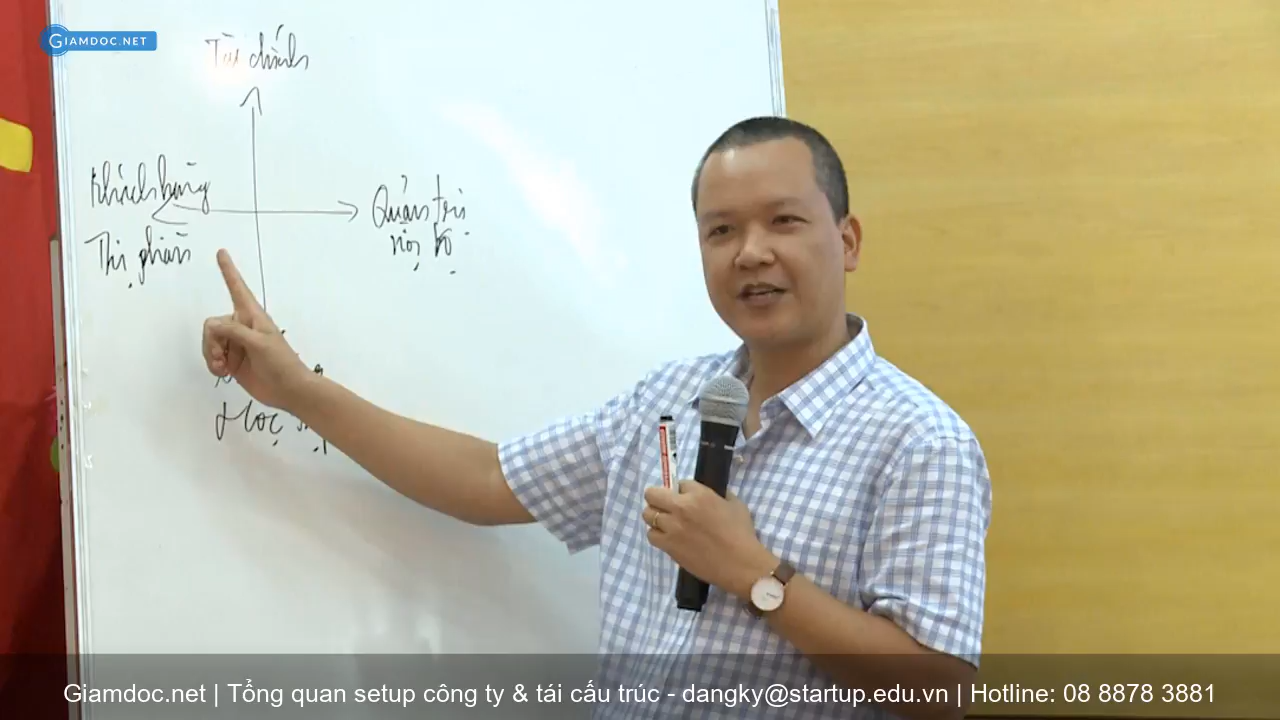 GIAMDOC.NET
Tài chính
Khách hàng
Thị phần
Quản trị
nội bộ
Học
Giamdoc.net | Tổng quan setup công ty & tái cấu trúc - dangky@startup.edu.vn | Hotline: 08 8878 3881